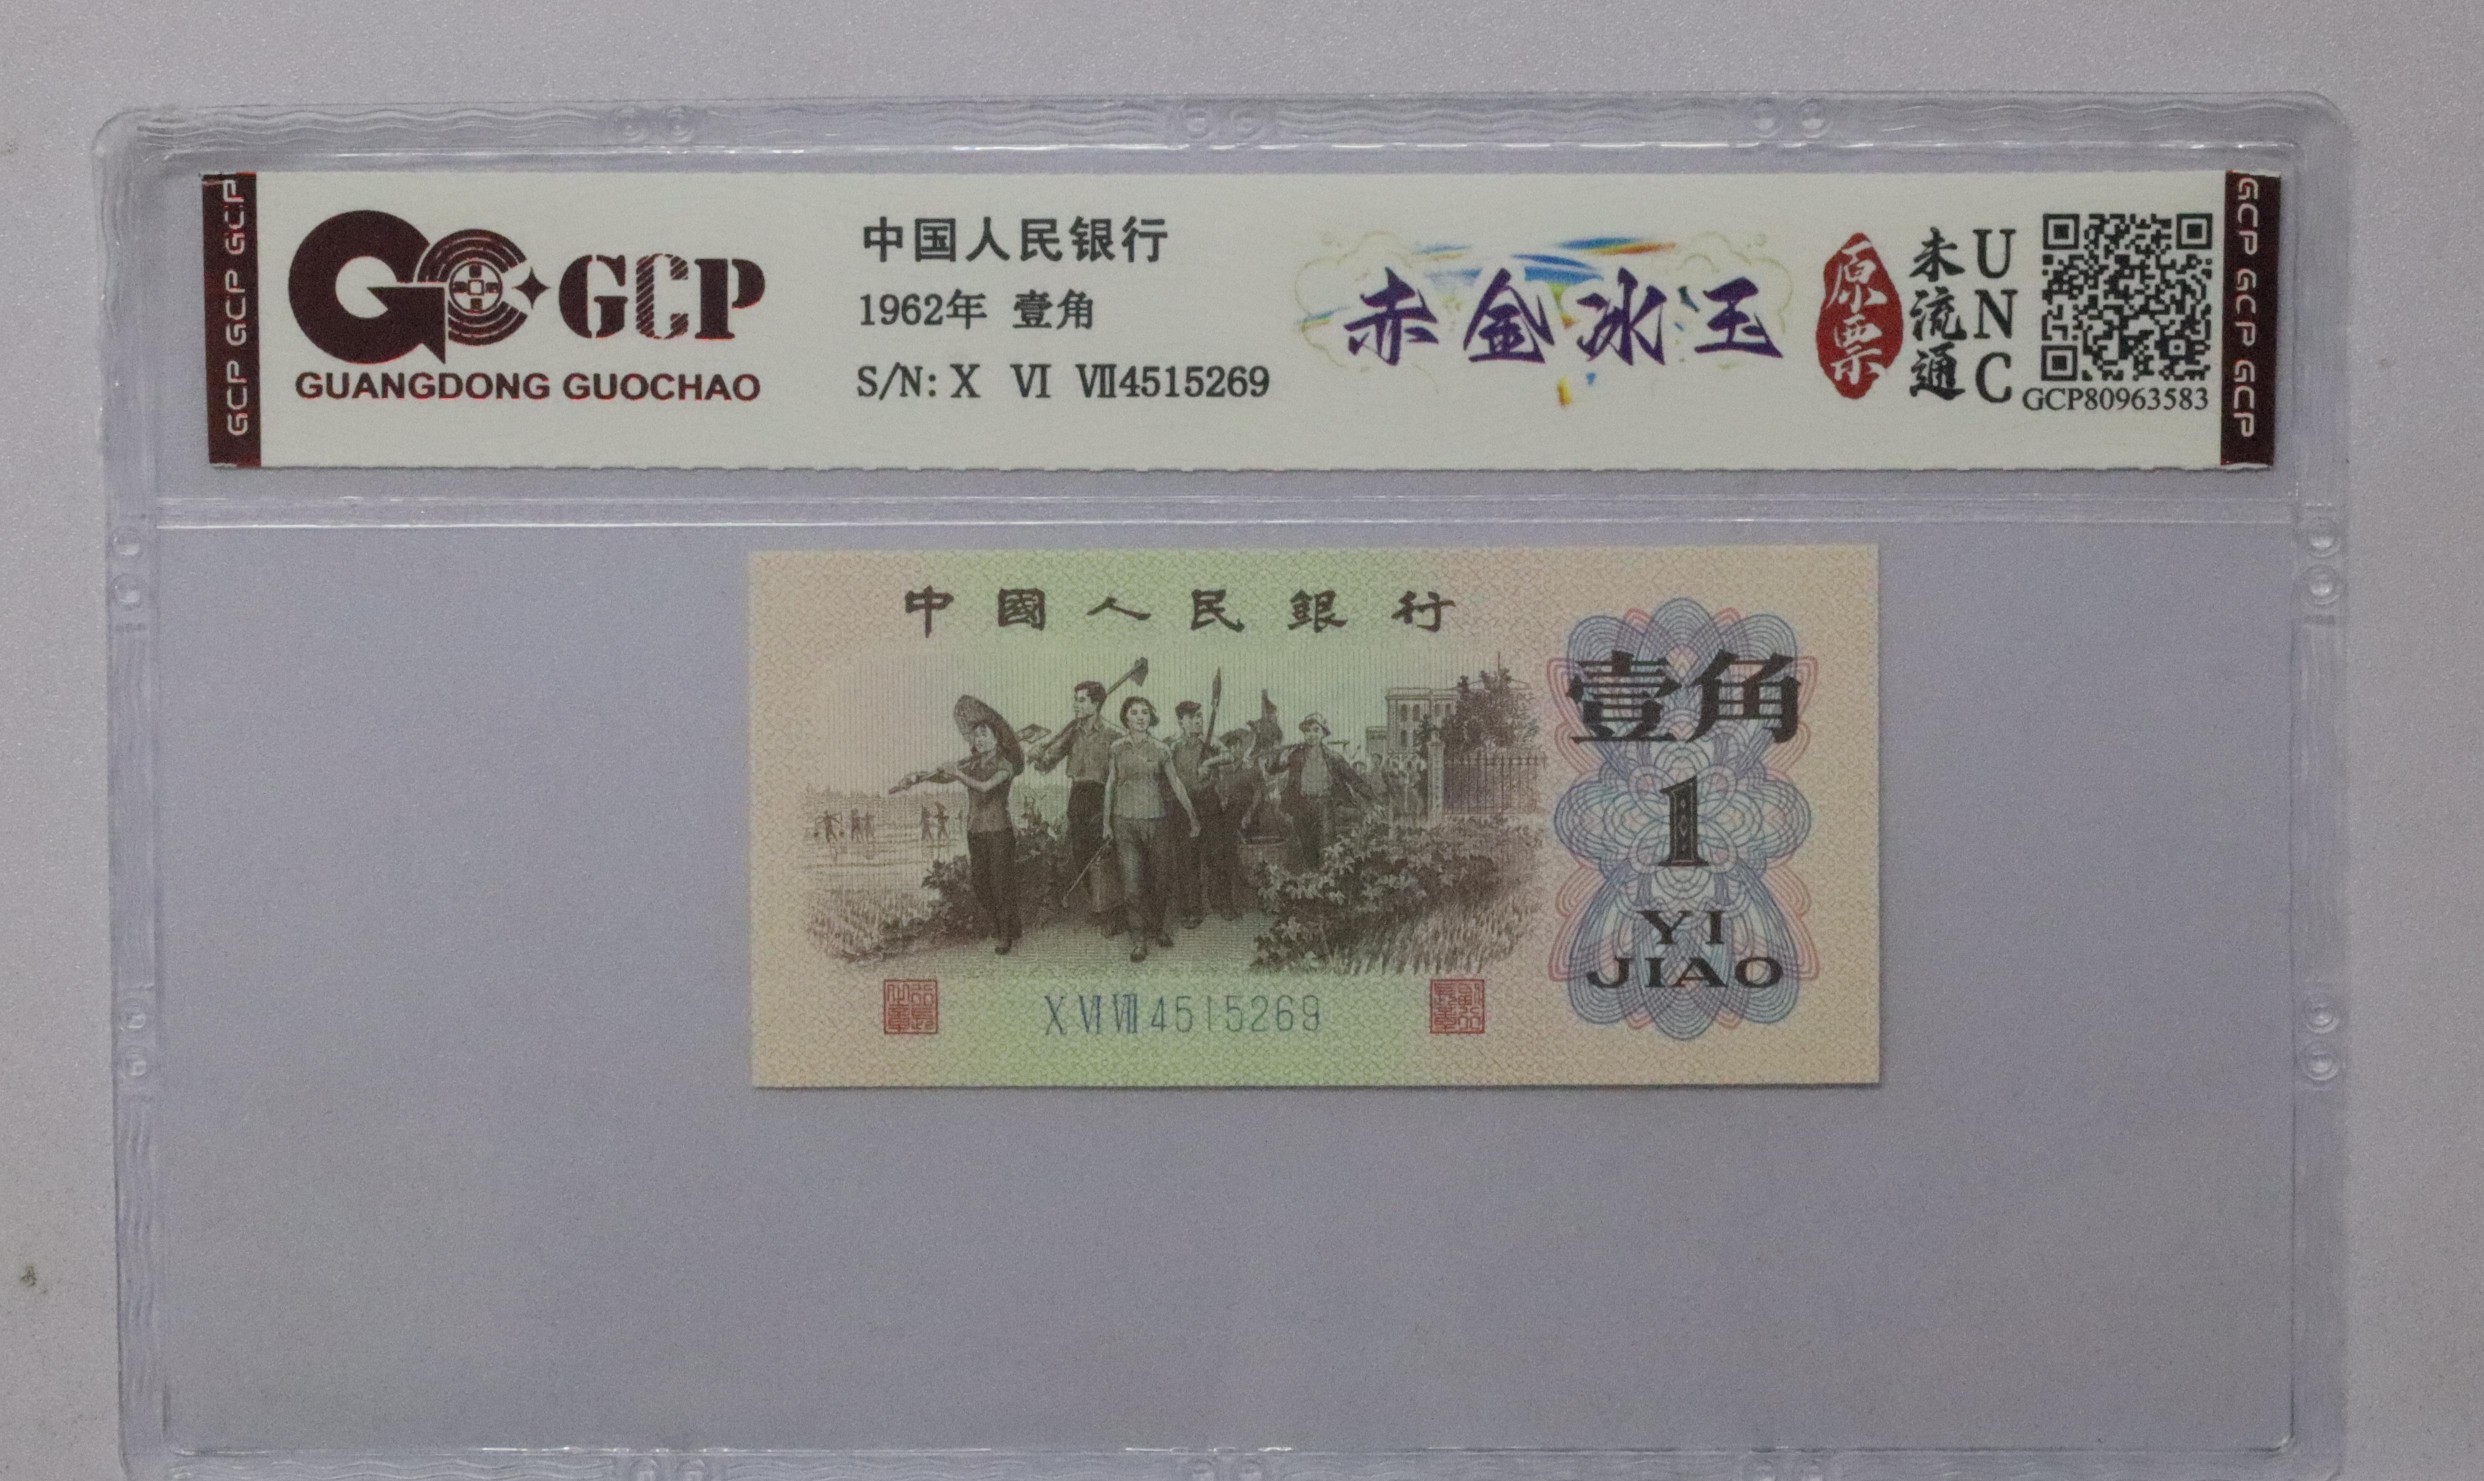 GCP GCP GCP
GCP
GUANGDONG GUOCHAO
中国人民银行
1962年 壹角
S/N: X VI VII4515269
赤金冰玉
原票
未流通
UNC
GCP80963583
GCP GCP GCP
中國人民銀行
壹角
1
YI
JIAO
X VI VII 4515269